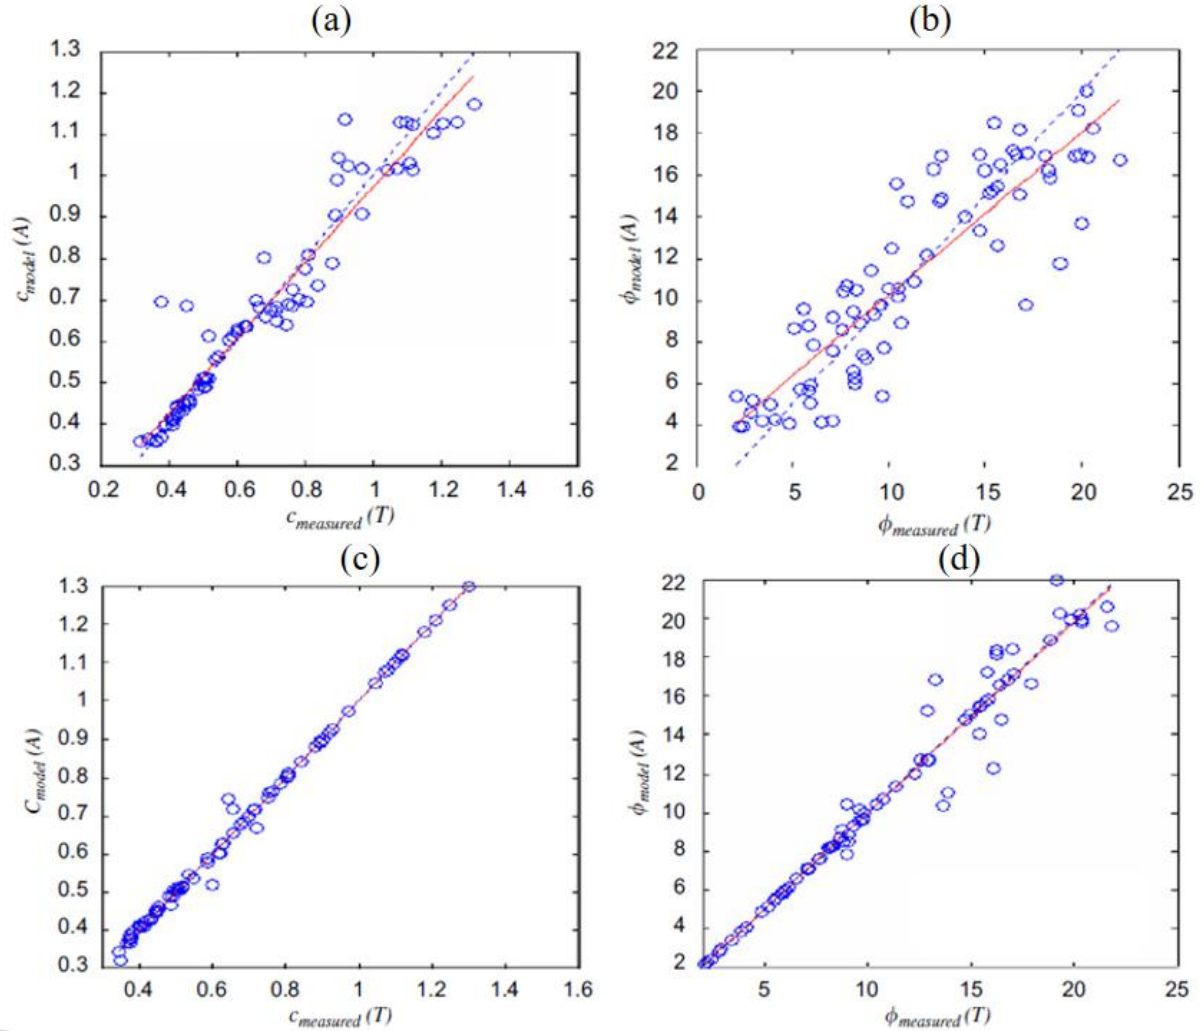 (a)
1.3
1.2
1.1
1
0.9
0.8
0.7
0.6
0.5
0.4
0.3
0.2 0.4 0.6 0.8 1 1.2 1.4 1.6
c_model (A)
c_measured (T)
(b)
22
20
18
16
14
12
10
8
6
4
2
0 5 10 15 20 25
ϕ_model (A)
ϕ_measured (T)
(c)
1.3
1.2
1.1
1
0.9
0.8
0.7
0.6
0.5
0.4
0.3
0.4 0.6 0.8 1 1.2 1.4 1.6
C_model (A)
c_measured (T)
(d)
22
20
18
16
14
12
10
8
6
4
2
5 10 15 20 25
ϕ_model (A)
ϕ_measured (T)